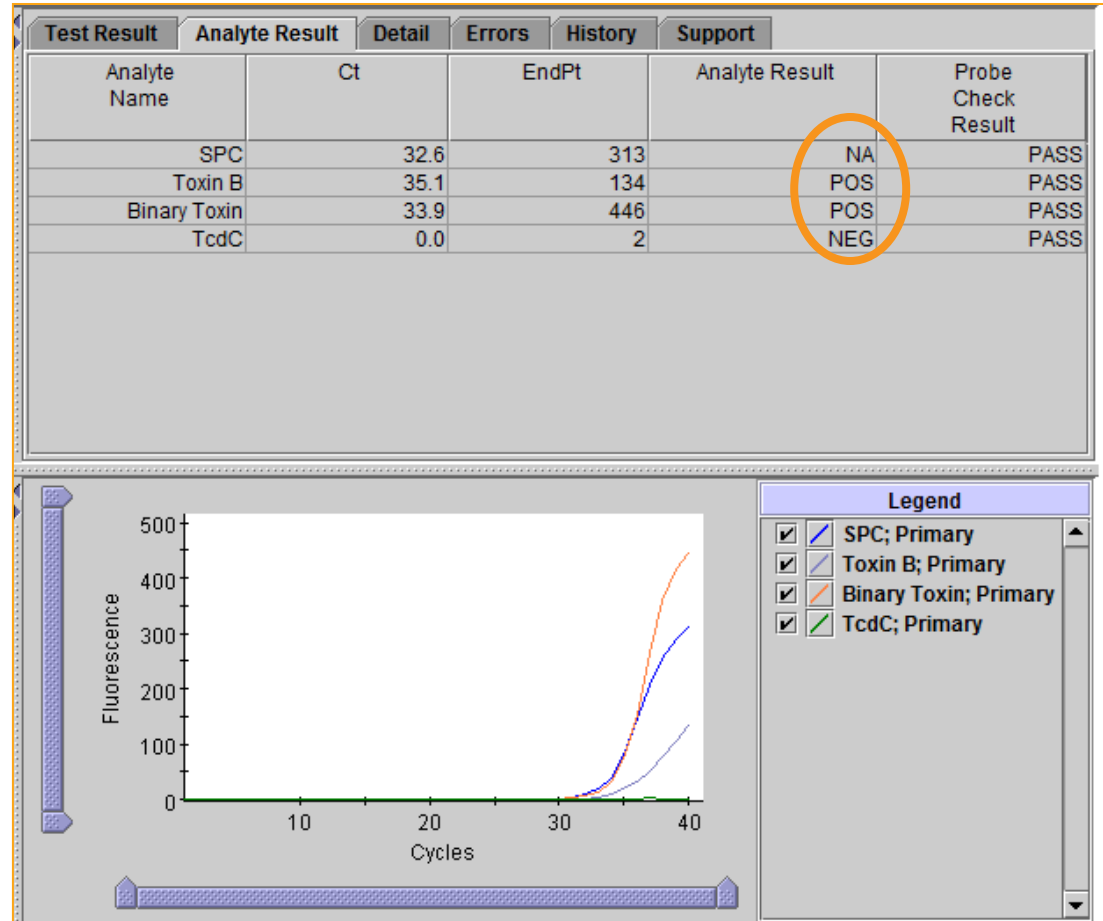 Test Result Analyte Result Detail Errors History Support
Analyte Name Ct EndPt Analyte Result Probe Check Result
SPC 32.6 313 NA PASS
Toxin B 35.1 134 POS PASS
Binary Toxin 33.9 446 POS PASS
TcdC 0.0 2 NEG PASS
Legend
SPC; Primary
Toxin B; Primary
Binary Toxin; Primary
TcdC; Primary
Fluorescence
500
400
300
200
100
0
10 20 30 40
Cycles